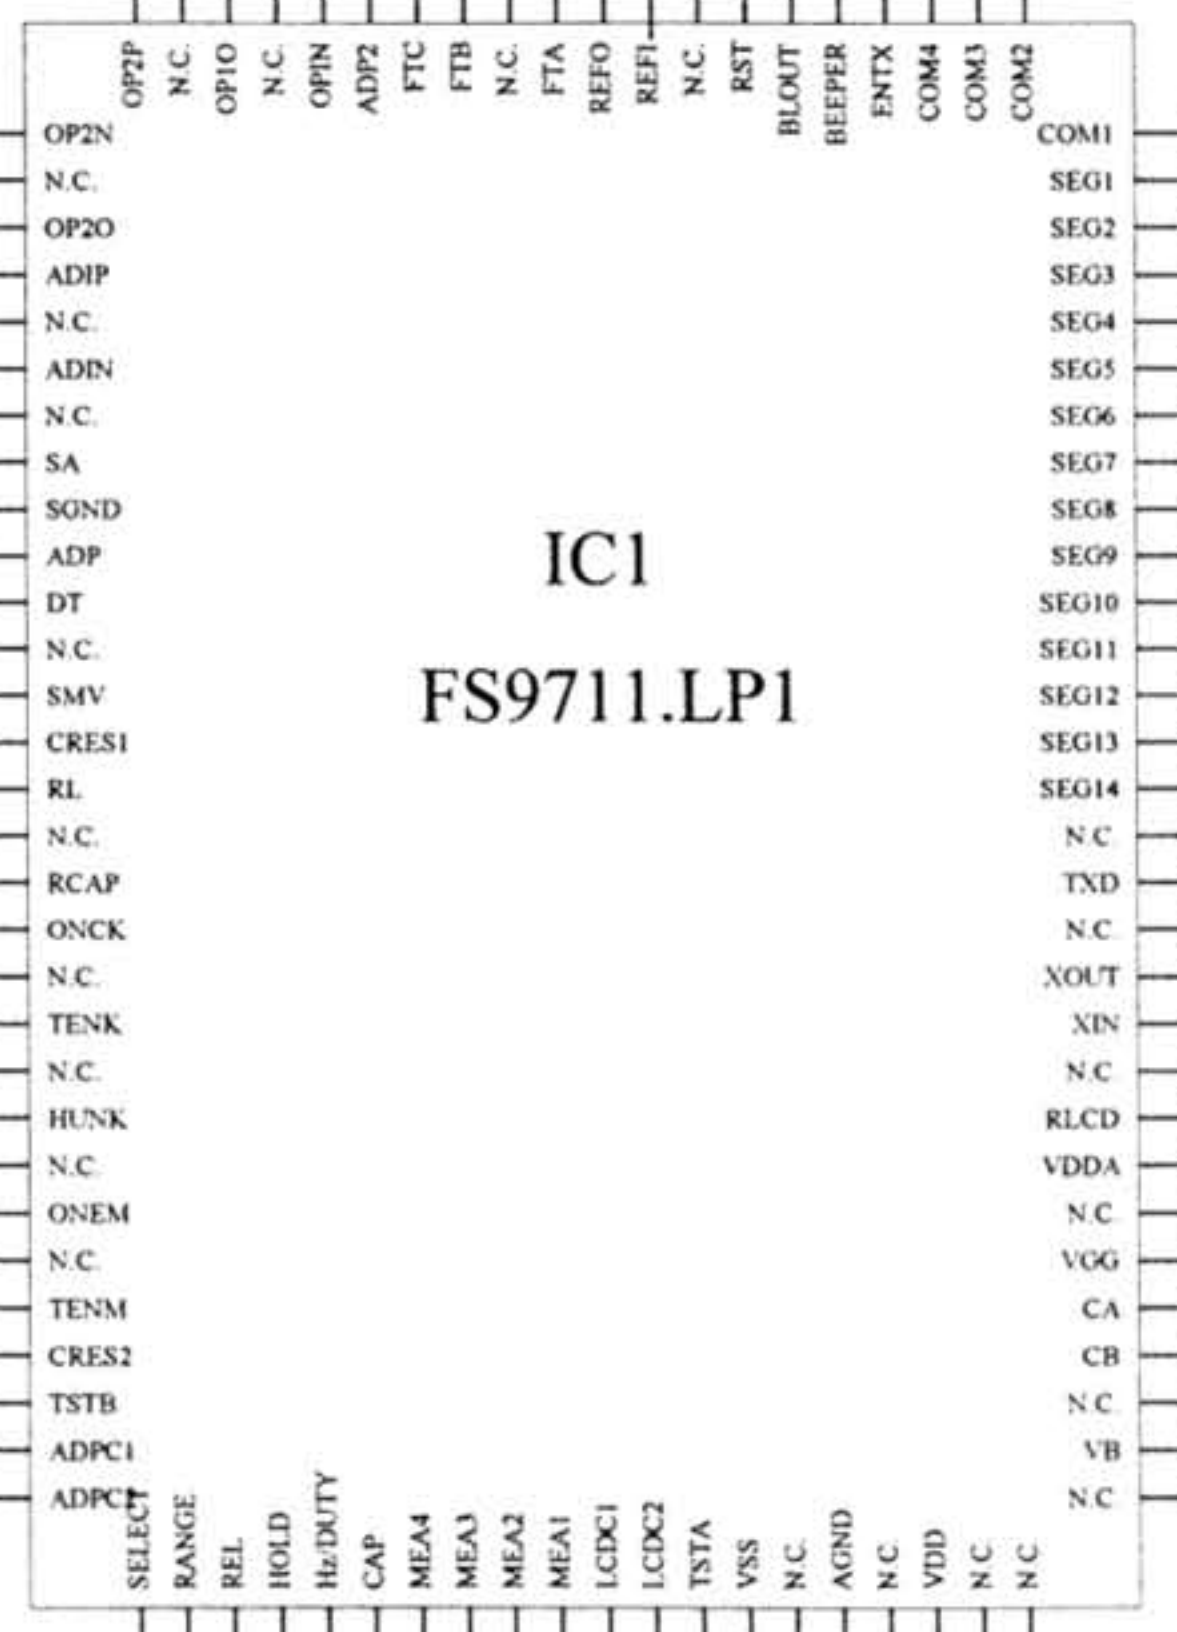 OP2P
N.C.
OP1O
N.C.
OPIN
ADP2
FTC
FTB
N.C.
FTA
REFO
REFI
N.C.
RST
BLOUT
BEEPER
ENTX
COM4
COM3
COM2
OP2N
N.C.
OP2O
ADIP
N.C.
ADIN
N.C.
SA
SGND
ADP
DT
N.C.
SMV
CRES1
RL
N.C.
RCAP
ONCK
N.C.
TENK
N.C.
HUNK
N.C.
ONEM
N.C.
TENM
CRES2
TSTB
ADPC1
ADPC2
IC1
FS9711.LP1
COM1
SEG1
SEG2
SEG3
SEG4
SEG5
SEG6
SEG7
SEG8
SEG9
SEG10
SEG11
SEG12
SEG13
SEG14
N.C
TXD
N.C.
XOUT
XIN
N.C
RLCD
VDDA
N.C.
VGG
CA
CB
N.C.
VB
N.C
SELECT
RANGE
REL
HOLD
Hz/DUTY
CAP
MEA4
MEA3
MEA2
MEA1
LCDC1
LCDC2
TSTA
VSS
N.C.
AGND
N.C.
VDD
N.C.
N.C.